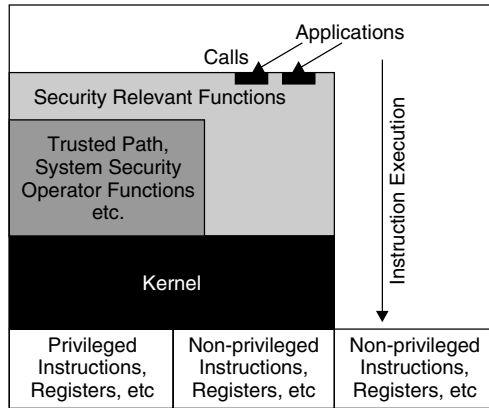 Applications
Calls
Security Relevant Functions
Trusted Path,
System Security
Operator Functions
etc.
Instruction Execution
Kernel
Privileged
Instructions,
Registers, etc
Non-privileged
Instructions,
Registers, etc
Non-privileged
Instructions,
Registers, etc